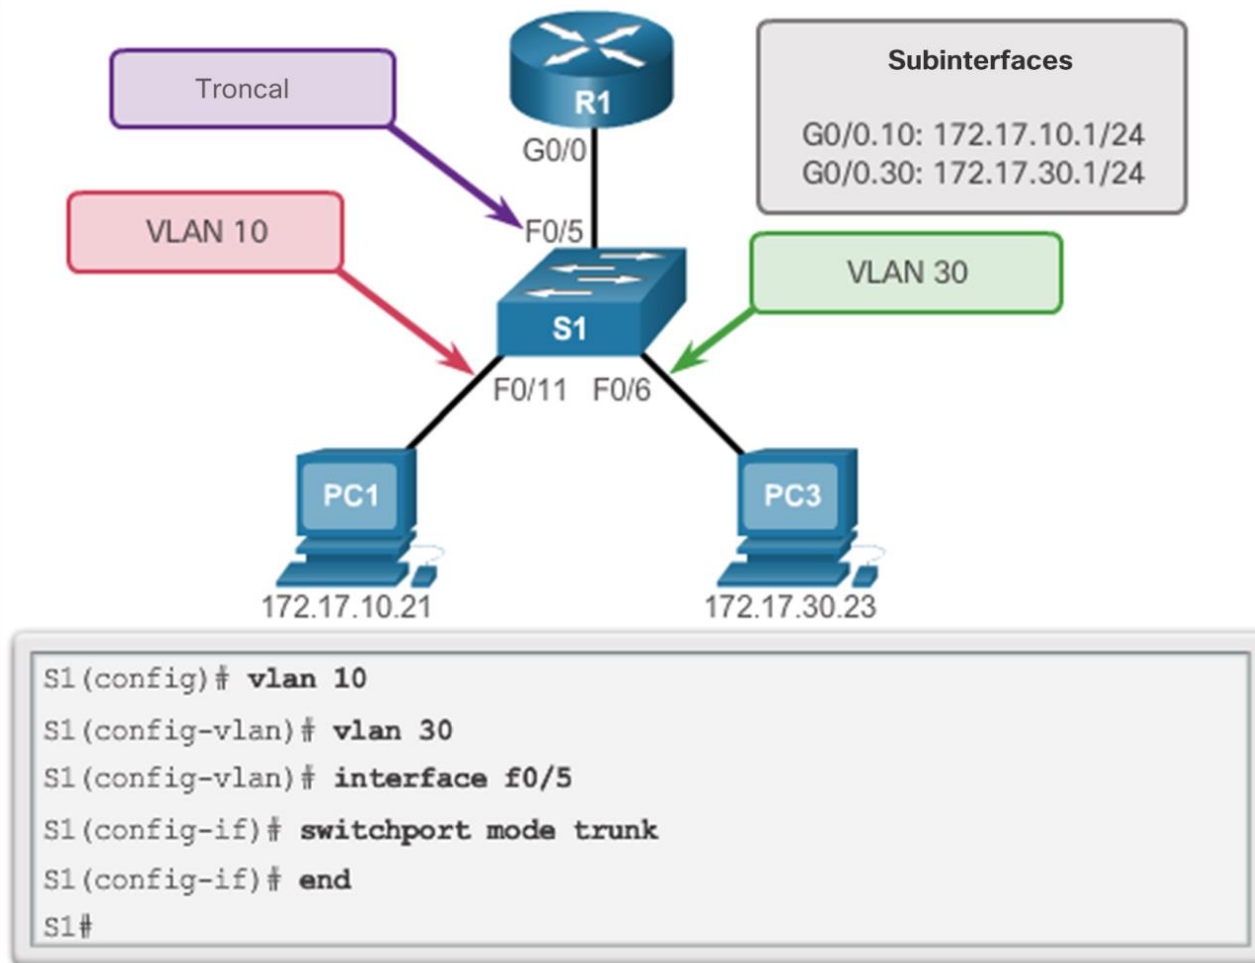 Troncal
VLAN 10
R1
G0/0
F0/5
Subinterfaces
G0/0.10: 172.17.10.1/24
G0/0.30: 172.17.30.1/24
VLAN 30
S1
F0/11 F0/6
PC1
172.17.10.21
PC3
172.17.30.23
S1(config)# vlan 10
S1(config-vlan)# vlan 30
S1(config-vlan)# interface f0/5
S1(config-if)# switchport mode trunk
S1(config-if)# end
S1#